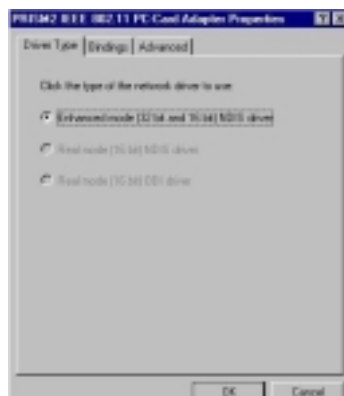 PRISM2 IEEE 802.11 PC-Card Adapter Properties
Driver Type Bindings Advanced
Click the type of the network driver to use:
Enhanced mode (32 bit and 16 bit) NDIS driver
Real mode (16 bit) NDIS driver
Real mode (16 bit) ODI driver
OK Cancel